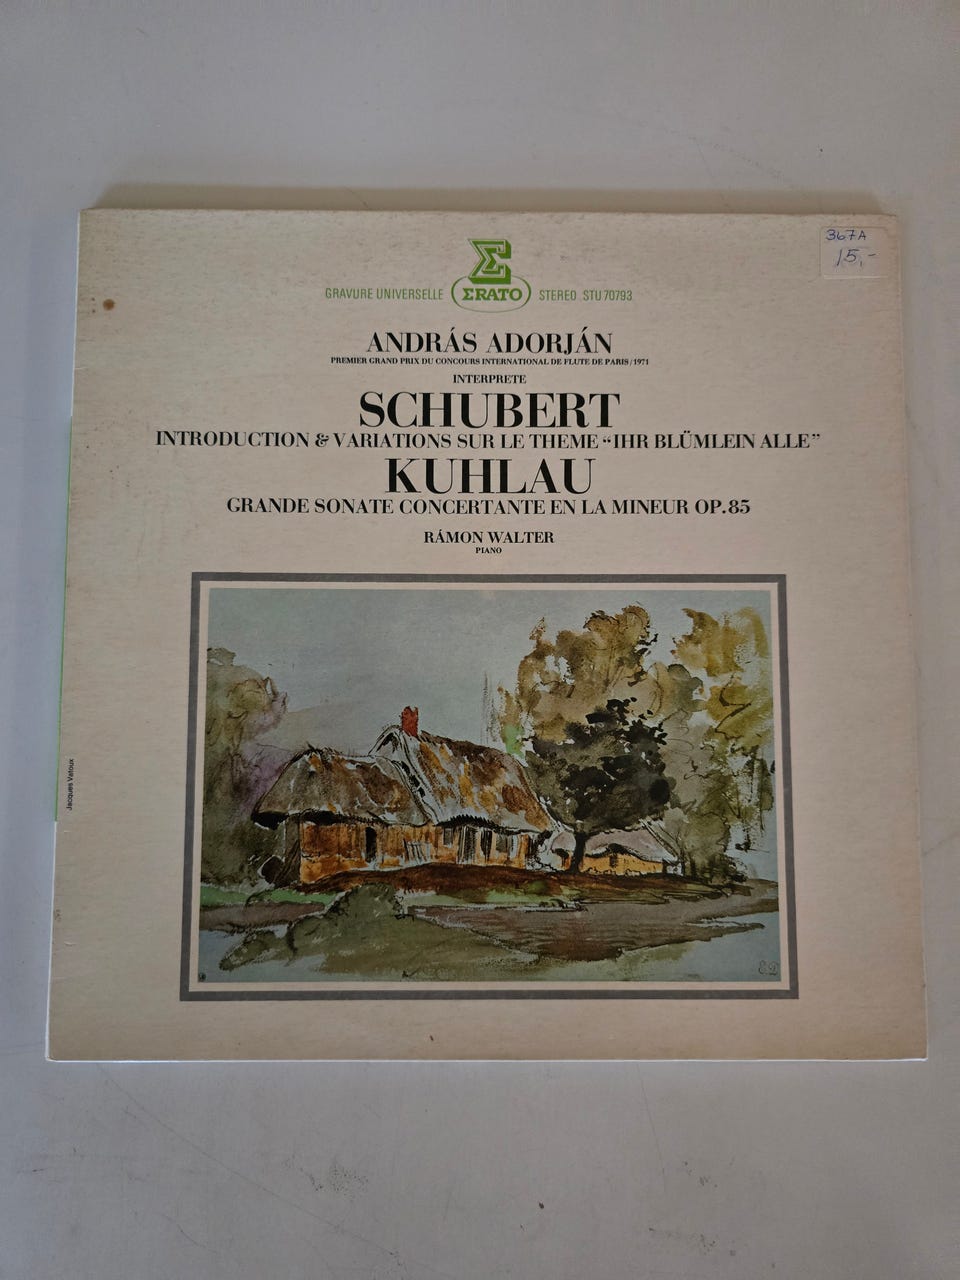 367A
15,-
Σ
GRAVURE UNIVERSELLE ΣRATO STEREO STU 70793
ANDRÁS ADORJÁN
PREMIER GRAND PRIX DU CONCOURS INTERNATIONAL DE FLUTE DE PARIS/1971
INTERPRETE
SCHUBERT
INTRODUCTION & VARIATIONS SUR LE THEME “IHR BLÜMLEIN ALLE”
KUHLAU
GRANDE SONATE CONCERTANTE EN LA MINEUR OP.85
RÁMON WALTER
PIANO
Jacques Vatoux